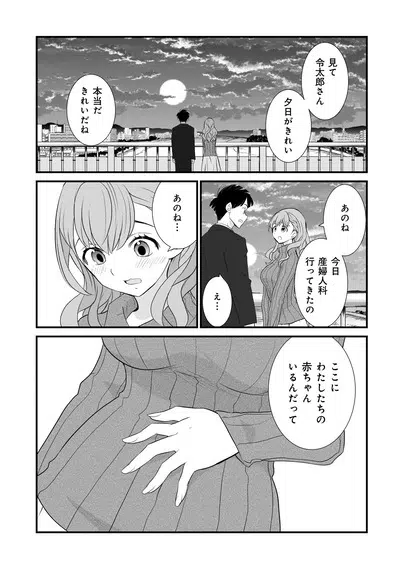 見て
令太郎さん
夕日がきれい
本当だ
きれいだね
あのね
今日
産婦人科
行ってきたの
え…
あのね…
ここに
わたしたちの
赤ちゃん
いるんだって